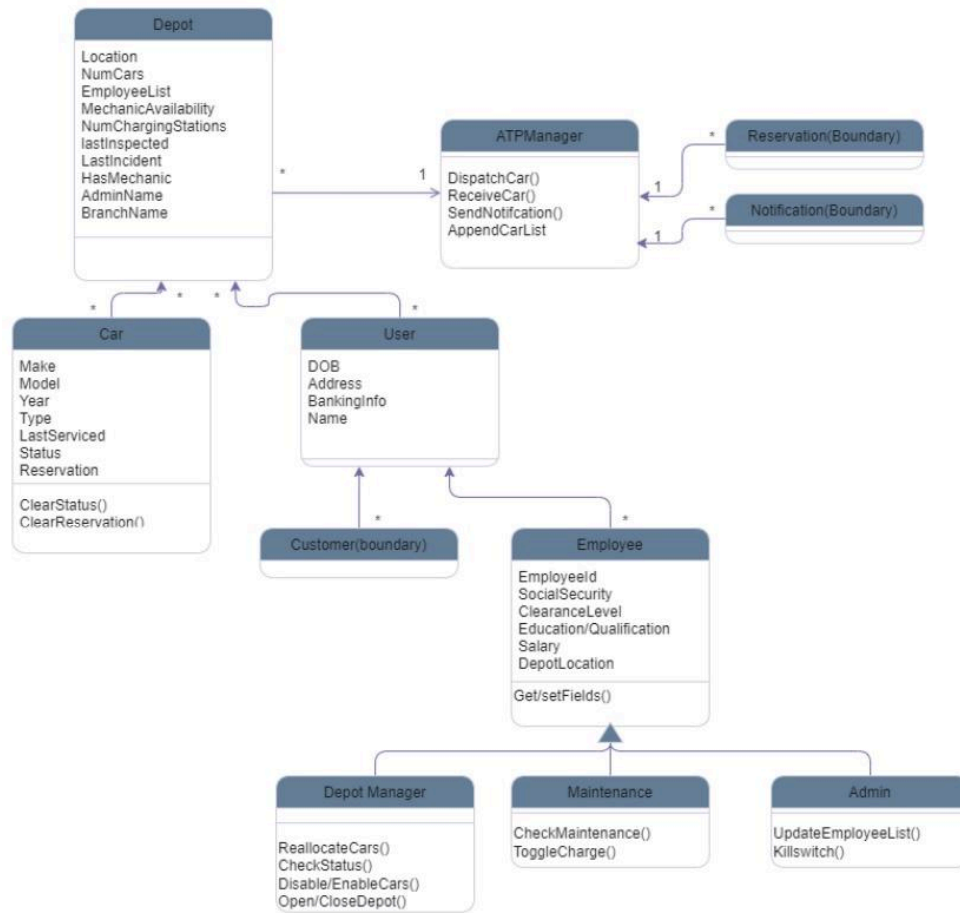 Depot
Location
NumCars
EmployeeList
MechanicAvailability
NumChargingStations
lastInspected
LastIncident
HasMechanic
AdminName
BranchName
* 1
ATPManager
DispatchCar()
ReceiveCar()
SendNotifcation()
AppendCarList
* 1
Reservation(Boundary)
* 1
Notification(Boundary)
* * * *
Car
Make
Model
Year
Type
LastServiced
Status
Reservation
ClearStatus()
ClearReservation()
User
DOB
Address
BankingInfo
Name
*
Customer(boundary)
*
Employee
EmployeeId
SocialSecurity
ClearanceLevel
Education/Qualification
Salary
DepotLocation
Get/setFields()
Depot Manager
ReallocateCars()
CheckStatus()
Disable/EnableCars()
Open/CloseDepot()
Maintenance
CheckMaintenance()
ToggleCharge()
Admin
UpdateEmployeeList()
Killswitch()